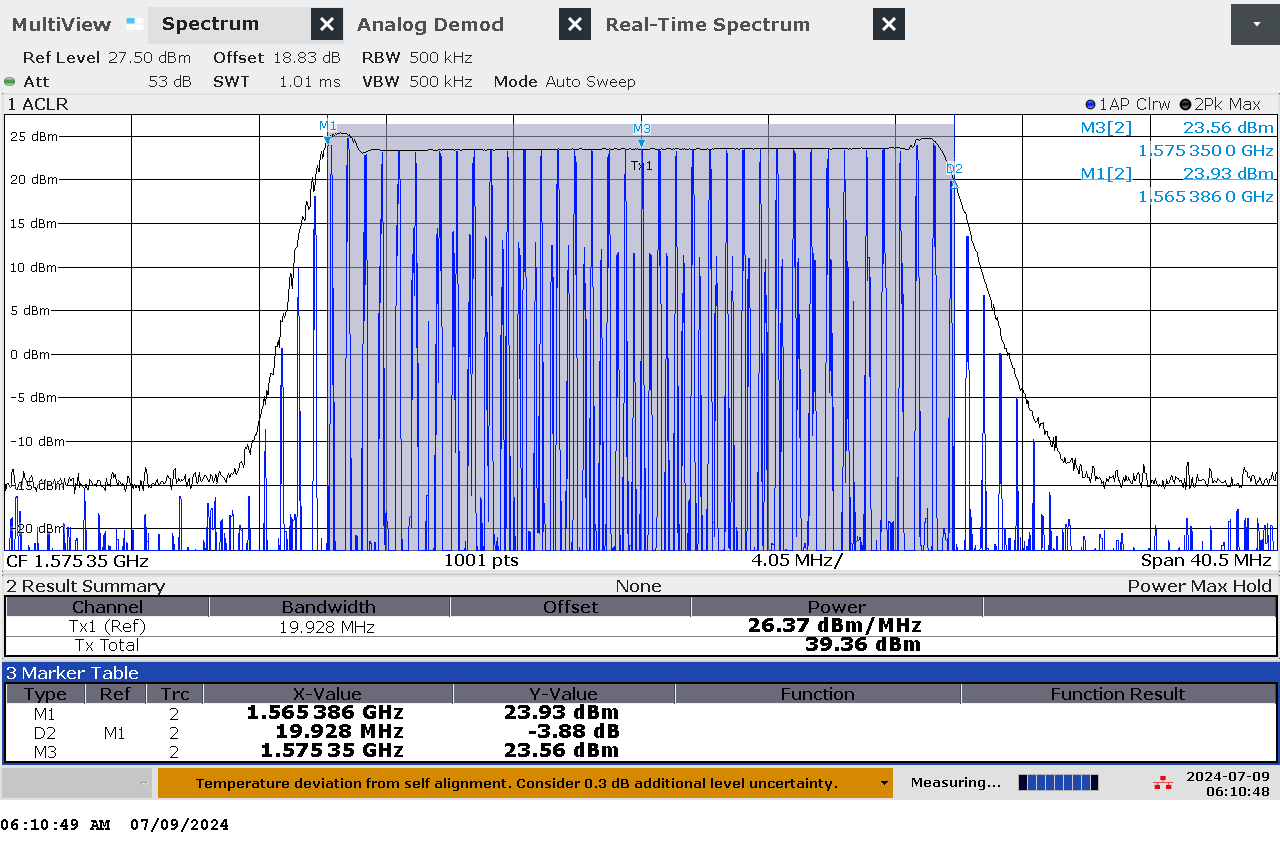 MultiView Spectrum Analog Demod Real-Time Spectrum
Ref Level 27.50 dBm Offset 18.83 dB RBW 500 kHz
Att 53 dB SWT 1.01 ms VBW 500 kHz Mode Auto Sweep
1 ACLR 1AP Clrw 2Pk Max
M1 M3 M3[2] 23.56 dBm
25 dBm
1.575 350 0 GHz
Tx1
D2 M1[2] 23.93 dBm
20 dBm
1.565 386 0 GHz
15 dBm
10 dBm
5 dBm
0 dBm
-5 dBm
-10 dBm
-15 dBm
-20 dBm
CF 1.575 35 GHz 1001 pts 4.05 MHz/ Span 40.5 MHz
2 Result Summary None Power Max Hold
Channel Bandwidth Offset Power
Tx1 (Ref) 19.928 MHz 26.37 dBm/MHz
Tx Total 39.36 dBm
3 Marker Table
Type Ref Trc X-Value Y-Value Function Function Result
M1 2 1.565 386 GHz 23.93 dBm
D2 M1 2 19.928 MHz -3.88 dB
M3 2 1.575 35 GHz 23.56 dBm
Temperature deviation from self alignment. Consider 0.3 dB additional level uncertainty. Measuring... 2024-07-09
06:10:48
06:10:49 AM 07/09/2024